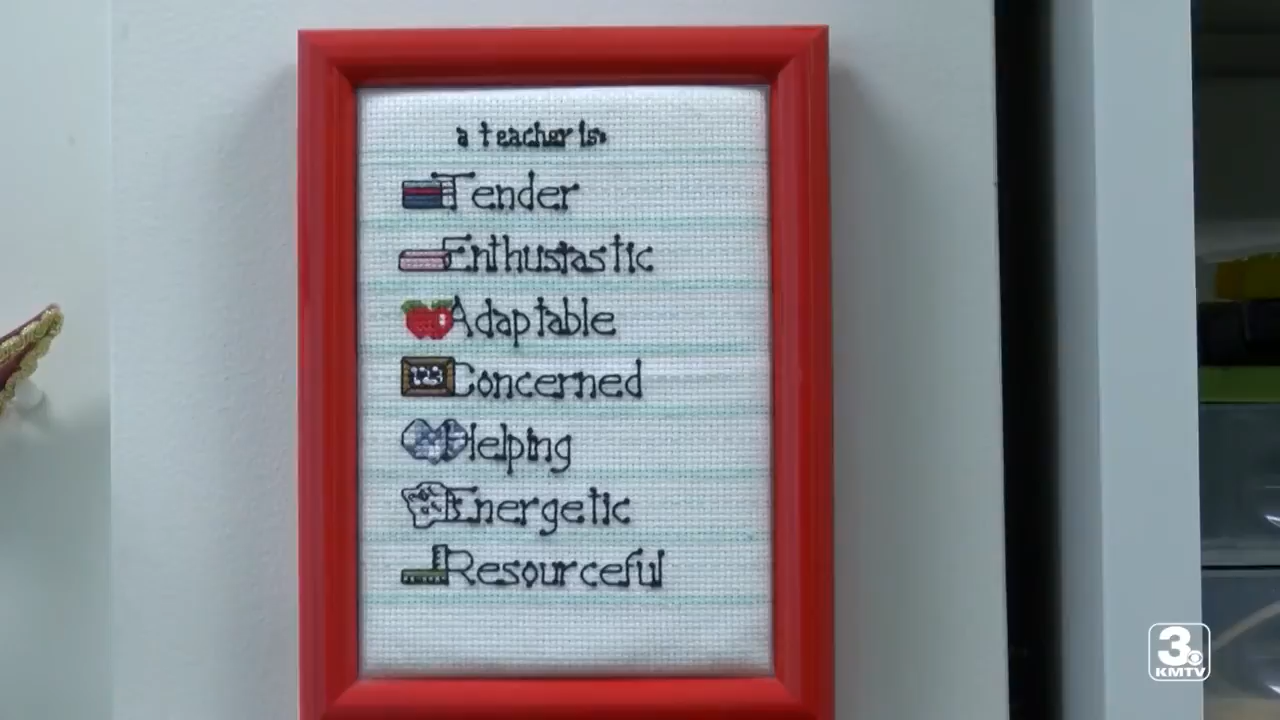 a teacher is:
Tender
Enthusiastic
Adaptable
Concerned
Helping
Energetic
Resourceful
3
KMTV